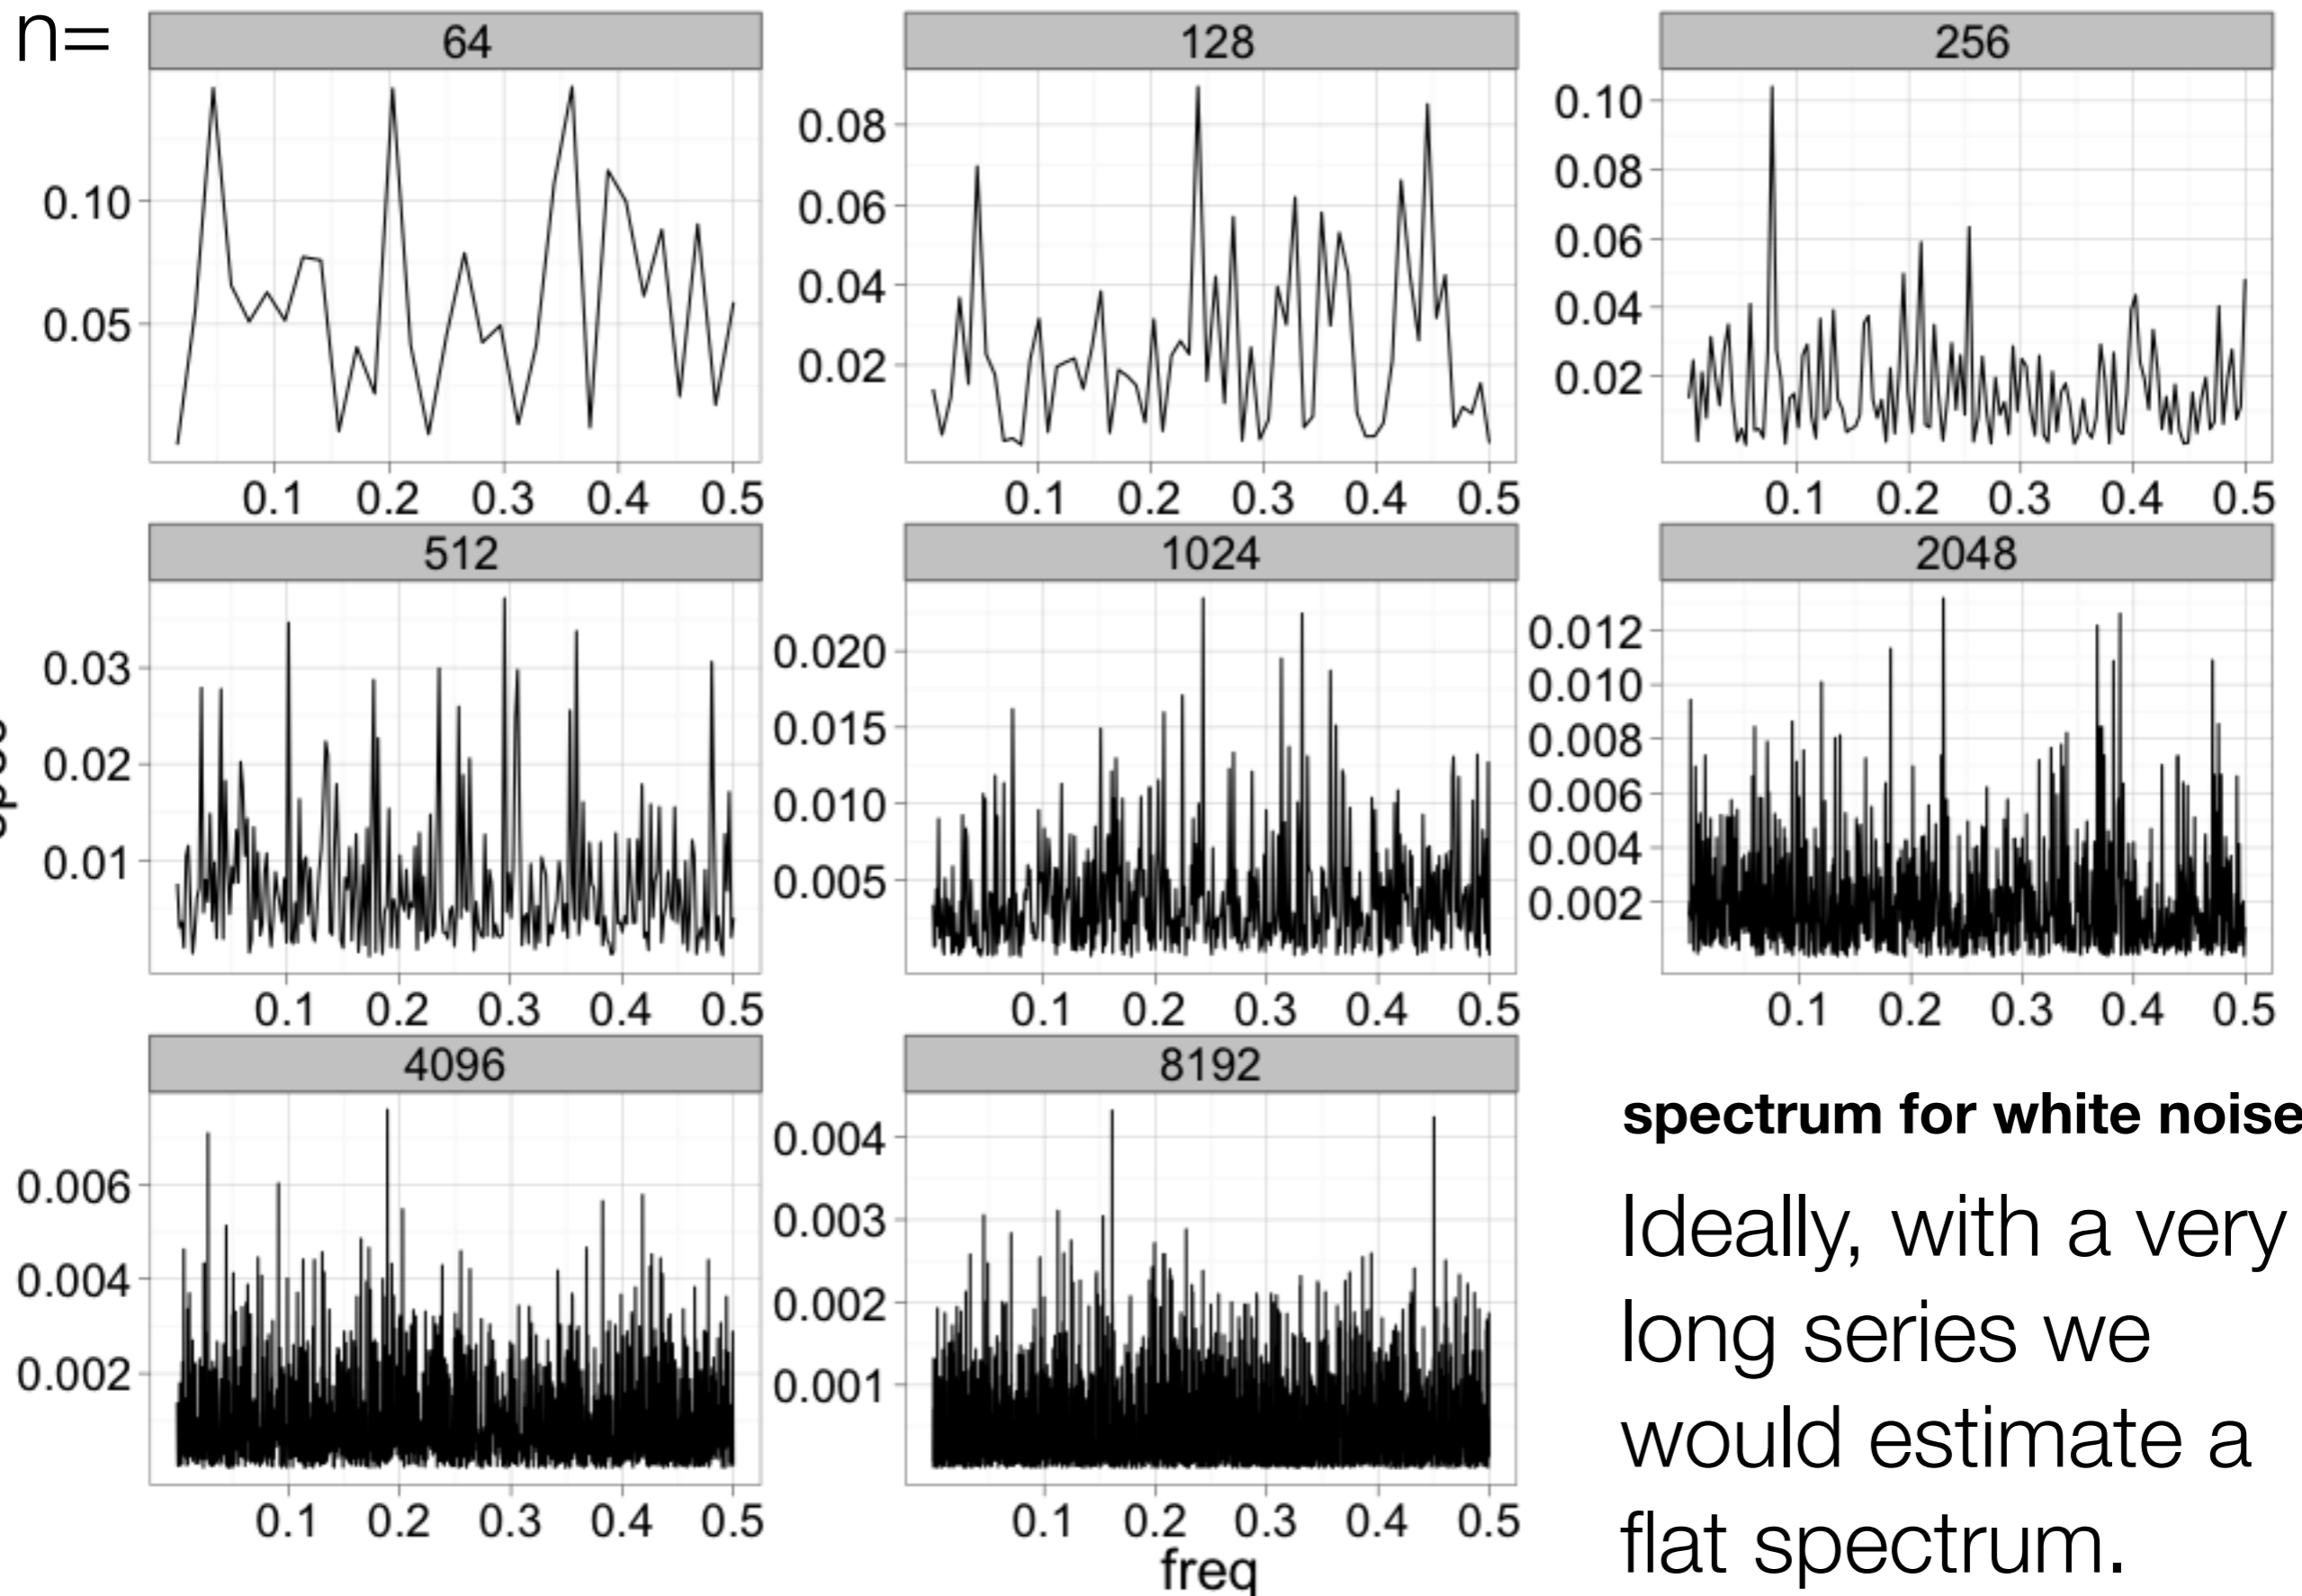 n=
64
128
256
0.10
0.05
0.08
0.06
0.04
0.02
0.10
0.08
0.06
0.04
0.02
0.1 0.2 0.3 0.4 0.5
0.1 0.2 0.3 0.4 0.5
0.1 0.2 0.3 0.4 0.5
512
1024
2048
0.03
0.02
0.01
0.020
0.015
0.010
0.005
0.012
0.010
0.008
0.006
0.004
0.002
0.1 0.2 0.3 0.4 0.5
0.1 0.2 0.3 0.4 0.5
0.1 0.2 0.3 0.4 0.5
4096
8192
0.006
0.004
0.002
0.004
0.003
0.002
0.001
0.1 0.2 0.3 0.4 0.5
0.1 0.2 0.3 0.4 0.5
freq
spectrum for white noise
Ideally, with a very
long series we
would estimate a
flat spectrum.